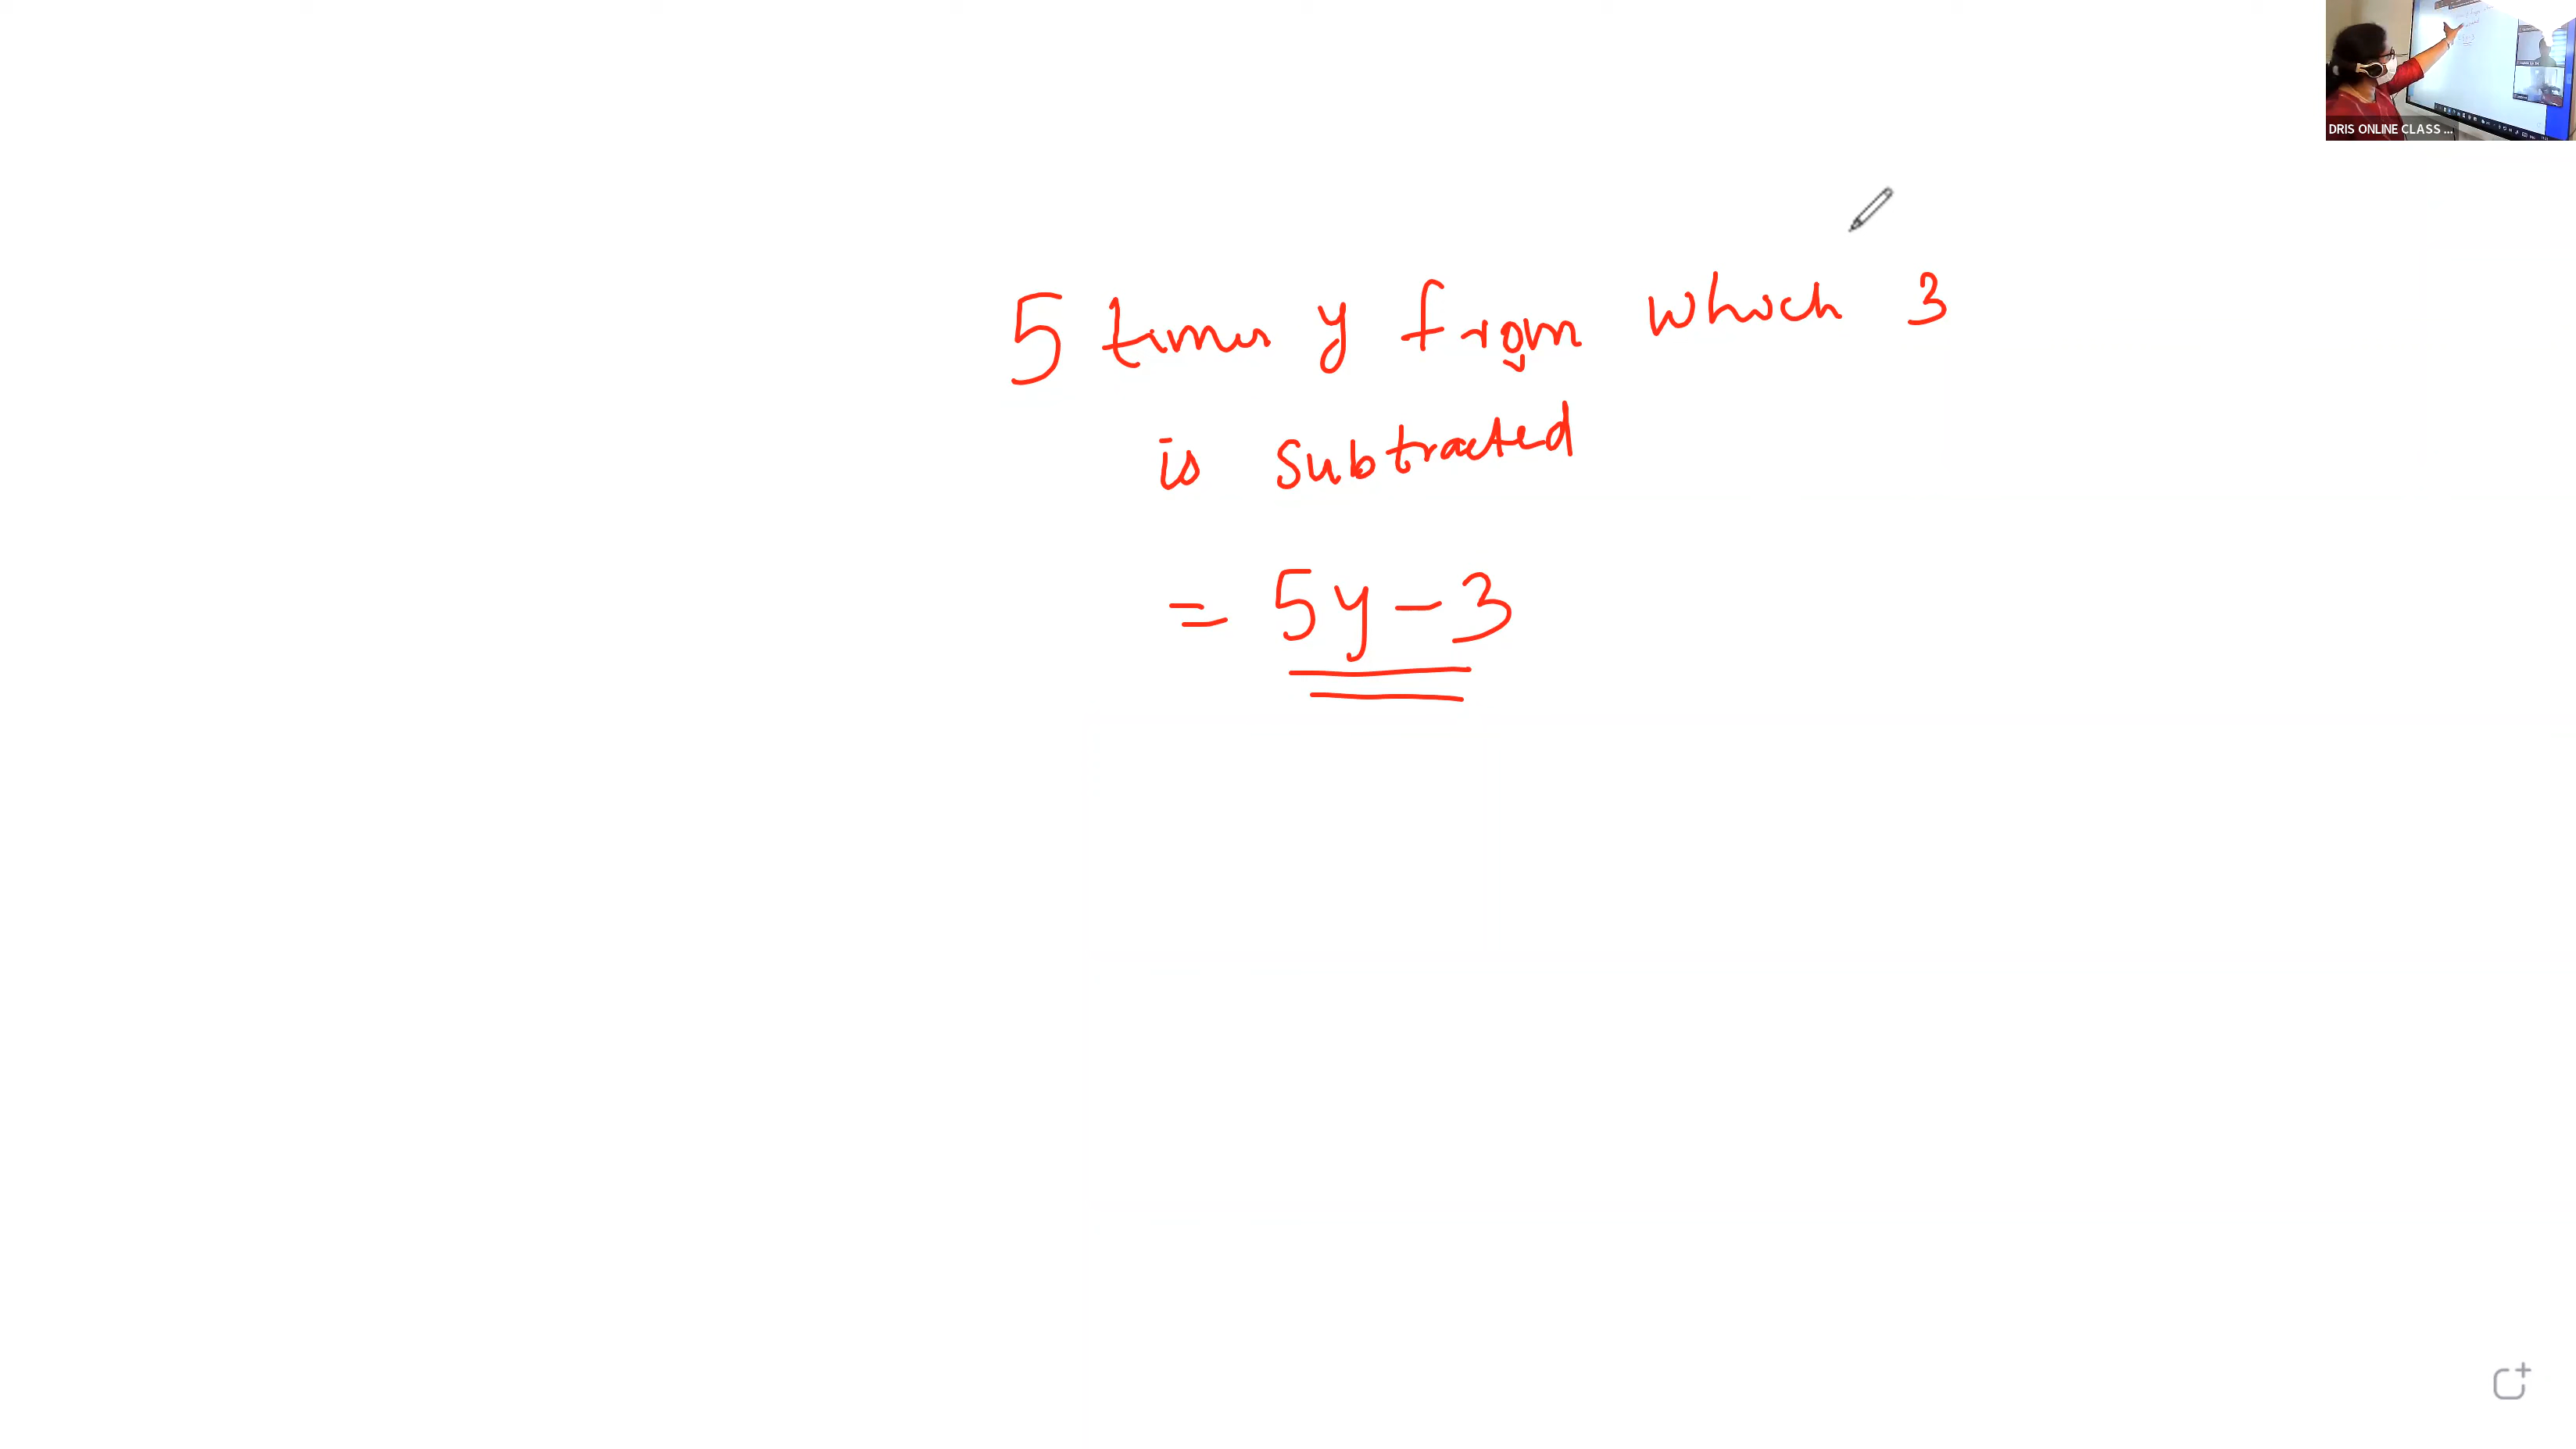 DRIS ONLINE CLASS ...
5 times y from which 3
is subtracted
= 5y - 3